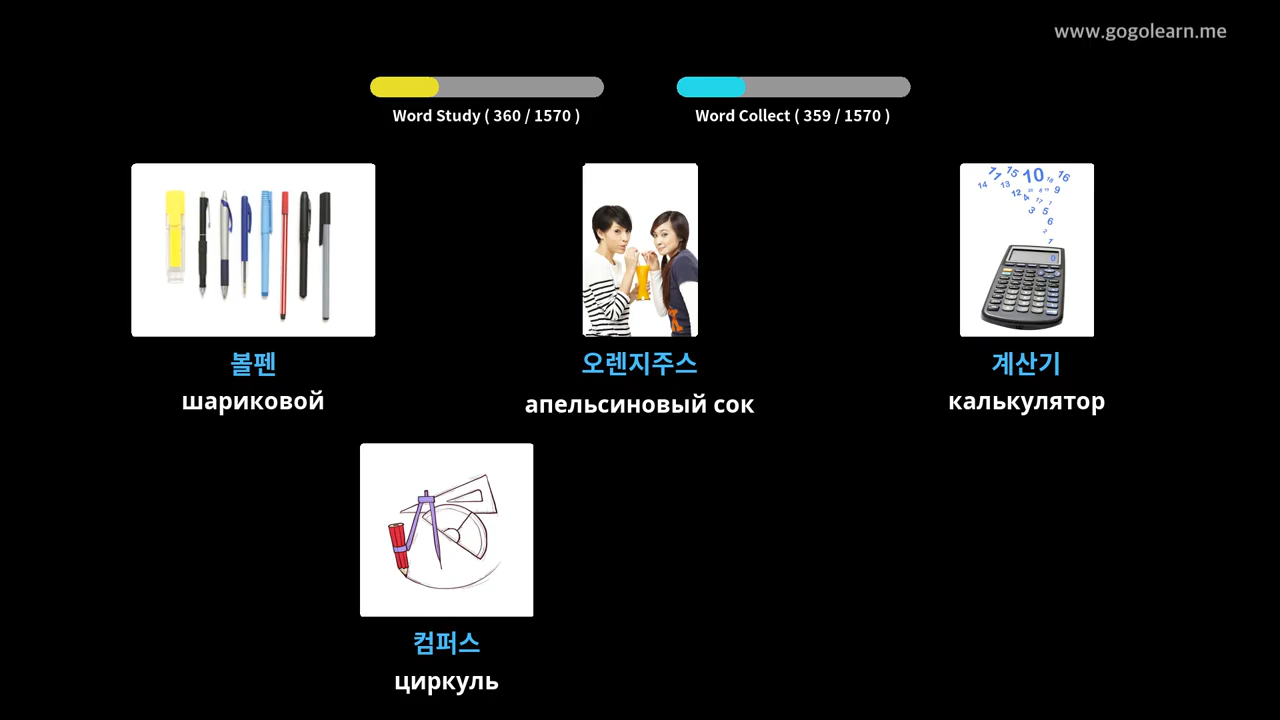 www.gogolearn.me
Word Study ( 360 / 1570 )
Word Collect ( 359 / 1570 )
볼펜
шариковой
오렌지주스
апельсиновый сок
계산기
калькулятор
컴퍼스
циркуль